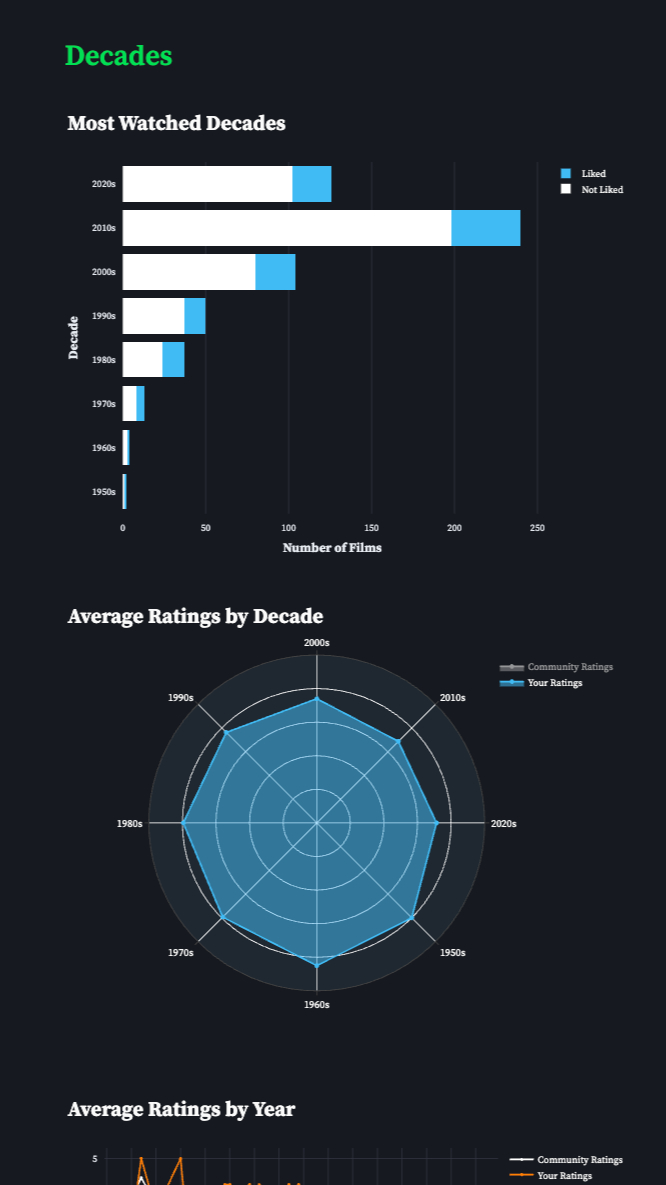 Decades
Most Watched Decades
Liked
Not Liked
2020s
2010s
2000s
1990s
1980s
1970s
1960s
1950s
Decade
0 50 100 150 200 250
Number of Films
Average Ratings by Decade
Community Ratings
Your Ratings
2000s
1990s 2010s
1980s 2020s
1970s 1950s
1960s
Average Ratings by Year
5
Community Ratings
Your Ratings